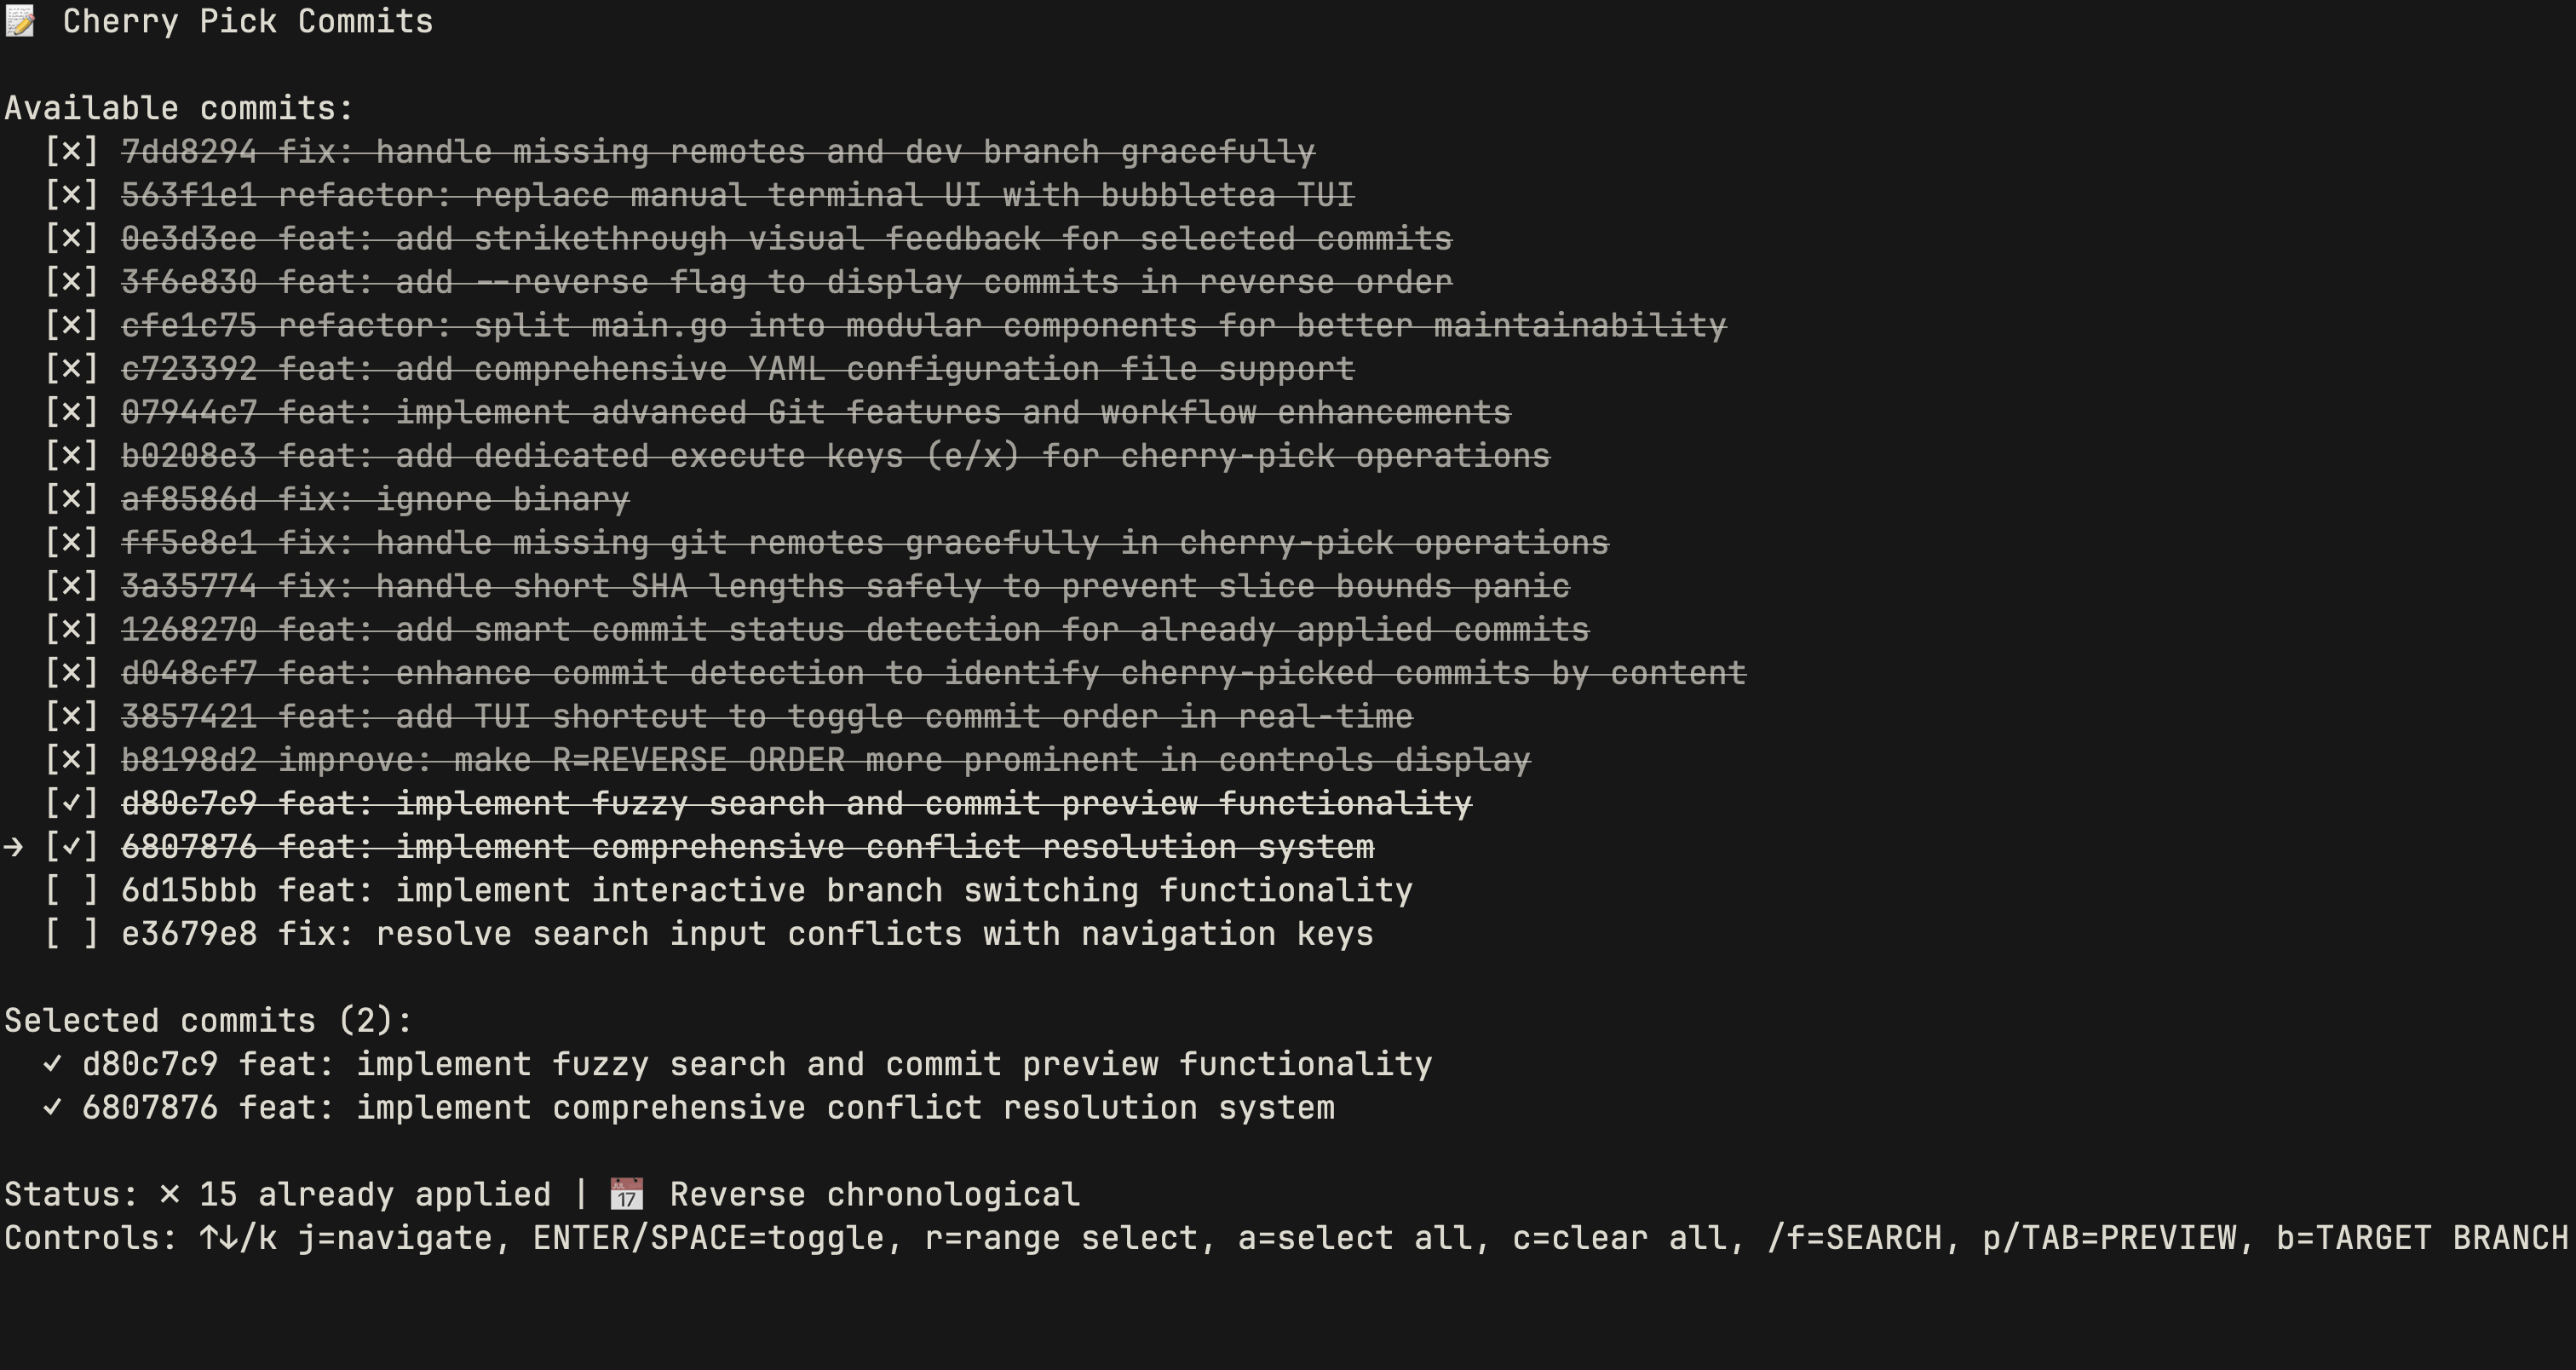 📝 Cherry Pick Commits
Available commits:
[×] 7dd8294 fix: handle missing remotes and dev branch gracefully
[×] 563f1e1 refactor: replace manual terminal UI with bubbletea TUI
[×] 0e3d3ee feat: add strikethrough visual feedback for selected commits
[×] 3f6e830 feat: add --reverse flag to display commits in reverse order
[×] cfe1c75 refactor: split main.go into modular components for better maintainability
[×] c723392 feat: add comprehensive YAML configuration file support
[×] 07944c7 feat: implement advanced Git features and workflow enhancements
[×] b0208e3 feat: add dedicated execute keys (e/x) for cherry-pick operations
[×] af8586d fix: ignore binary
[×] ff5e8e1 fix: handle missing git remotes gracefully in cherry-pick operations
[×] 3a35774 fix: handle short SHA lengths safely to prevent slice bounds panic
[×] 1268270 feat: add smart commit status detection for already applied commits
[×] d048cf7 feat: enhance commit detection to identify cherry-picked commits by content
[×] 3857421 feat: add TUI shortcut to toggle commit order in real-time
[×] b8198d2 improve: make R=REVERSE ORDER more prominent in controls display
[✓] d80c7c9 feat: implement fuzzy search and commit preview functionality
→ [✓] 6807876 feat: implement comprehensive conflict resolution system
[ ] 6d15bbb feat: implement interactive branch switching functionality
[ ] e3679e8 fix: resolve search input conflicts with navigation keys
Selected commits (2):
✓ d80c7c9 feat: implement fuzzy search and commit preview functionality
✓ 6807876 feat: implement comprehensive conflict resolution system
Status: × 15 already applied | 📅 Reverse chronological
Controls: ↑↓/k j=navigate, ENTER/SPACE=toggle, r=range select, a=select all, c=clear all, /f=SEARCH, p/TAB=PREVIEW, b=TARGET BRANCH